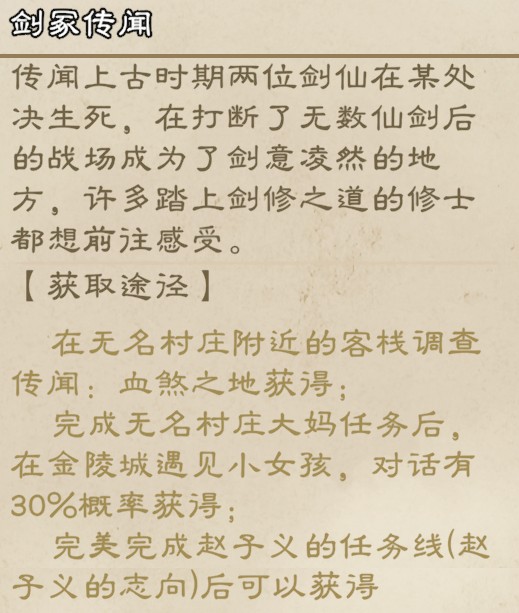 剑冢传闻
传闻上古时期两位剑仙在某处
决生死，在打断了无数仙剑后
的战场成为了剑意凌然的地
方，许多踏上剑修之道的修士
都想前往感受。
【获取途径】
在无名村庄附近的客栈调查
传闻：血煞之地获得；
完成无名村庄大妈任务后，
在金陵城遇见小女孩，对话有
30%概率获得；
完美完成赵子义的任务线(赵
子义的志向)后可以获得